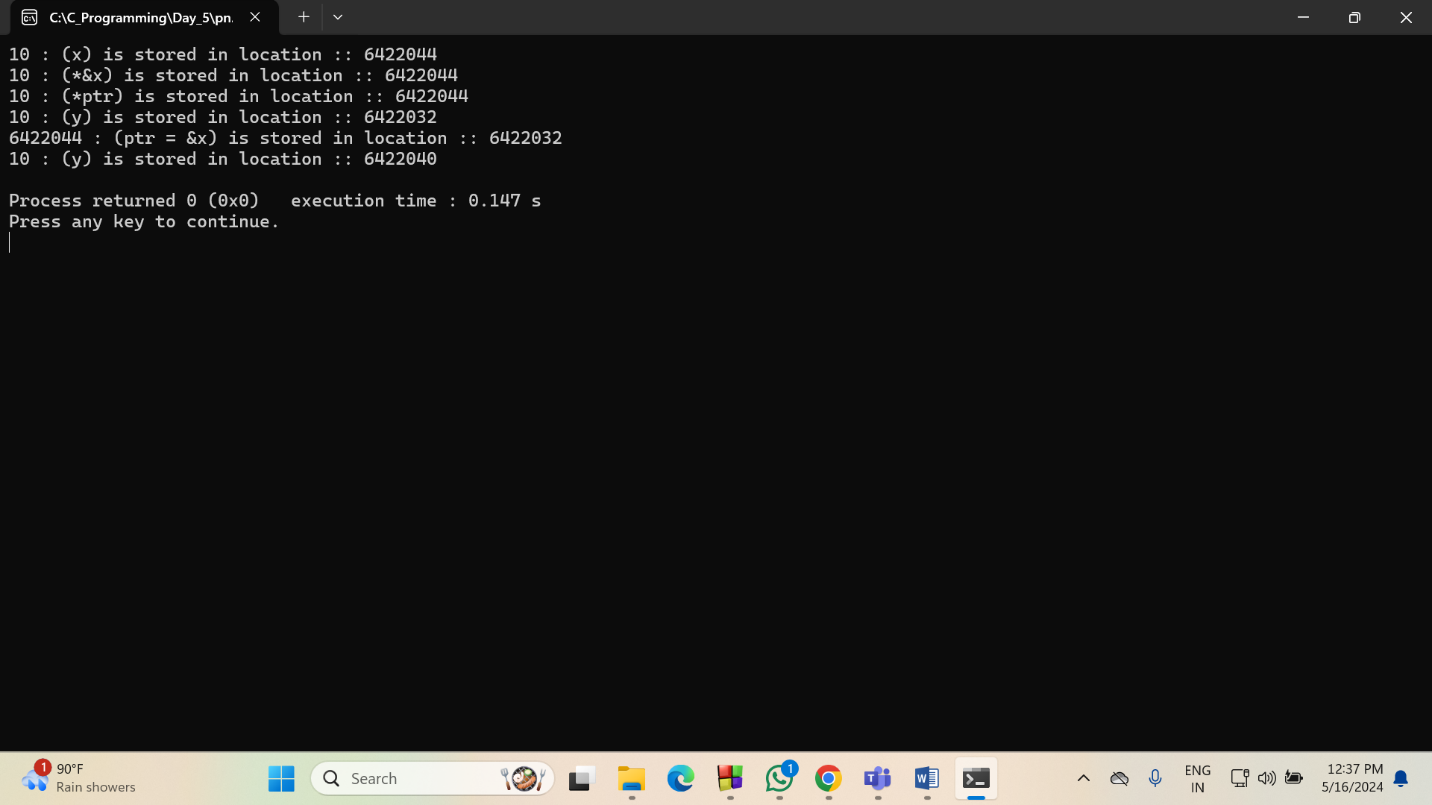 C:\C_Programming\Day_5\pn.
10 : (x) is stored in location :: 6422044
10 : (*&x) is stored in location :: 6422044
10 : (*ptr) is stored in location :: 6422044
10 : (y) is stored in location :: 6422032
6422044 : (ptr = &x) is stored in location :: 6422032
10 : (y) is stored in location :: 6422040
Process returned 0 (0x0)   execution time : 0.147 s
Press any key to continue.
1
90°F
Rain showers
Search
1
ENG
IN
12:37 PM
5/16/2024